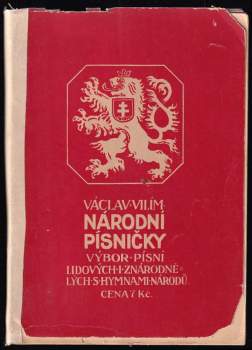 VÁCLAV·VILÍM:
NÁRODNÍ
PÍSNIČKY
VÝBOR·PÍSNÍ
LIDOVÝCH·I·ZNÁRODNĚ-
LÝCH·S·HYMNAMI·NÁRODŮ
CENA 7 Kč.